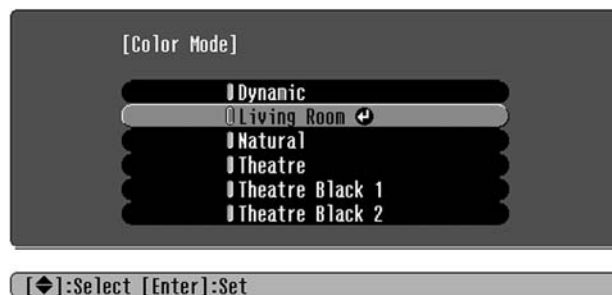 [Color Mode]
Dynamic
Living Room
Natural
Theatre
Theatre Black 1
Theatre Black 2
[◆]:Select [Enter]:Set